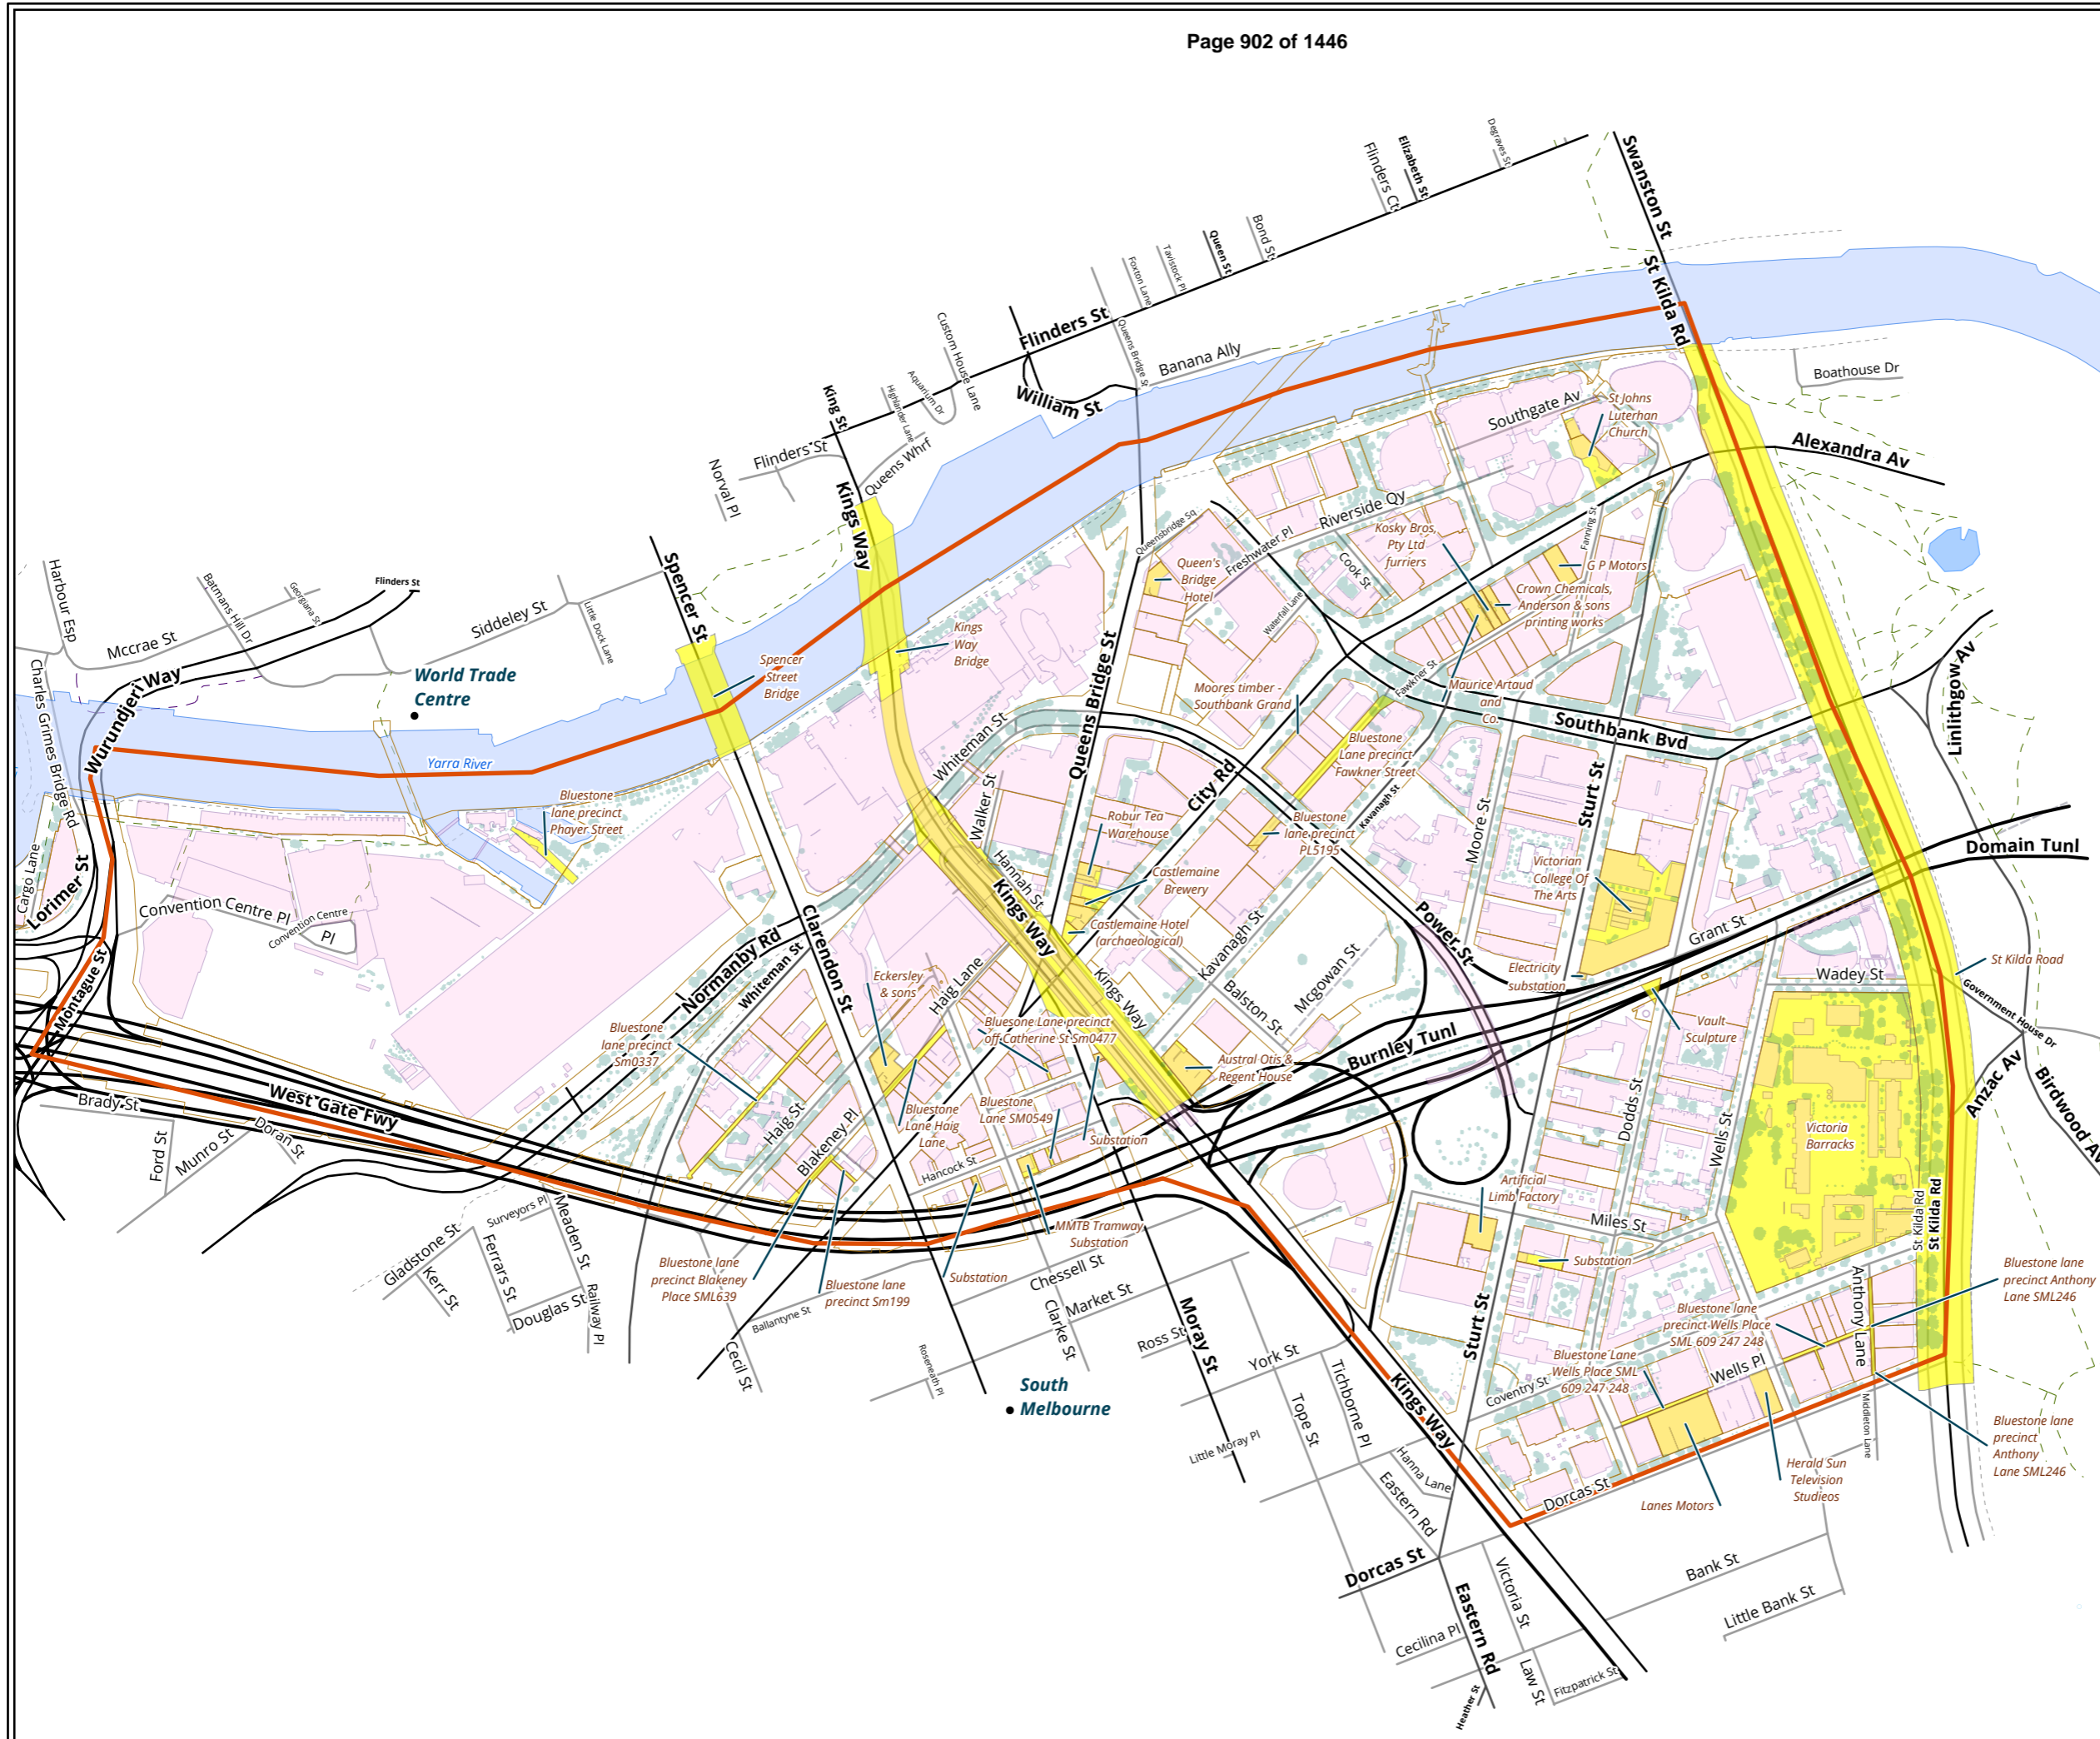 Page 902 of 1446
Swanston St
St Kilda Rd
Degraves St
Elizabeth St
Flinders Ct
Bond St
Queen St
Tavistock Pl
Foxton Lane
Queens Bridge St
Flinders St
Banana Ally
William St
Custom House Lane
Aquarium Dr
Highlander Lane
King St
Queens Whrf
Flinders St
Norval Pl
Kings Way
Boathouse Dr
Alexandra Av
Southgate Av
St Johns
Luterhan
Church
Riverside Qy
Kosky Bros,
Pty Ltd
furriers
Fanning St
G P Motors
Crown Chemicals,
Anderson & sons
printing works
Cook St
Freshwater Pl
Queensbridge Sq
Queen's
Bridge
Hotel
Waterfall Lane
Harbour Esp
Mccrae St
Batmans Hill Dr
Georgiana St
Flinders St
Siddeley St
Little Dock Lane
Spencer St
Kings
Way
Bridge
Spencer
Street
Bridge
World Trade
Centre
Wurundjeri Way
Charles Grimes Bridge Rd
Yarra River
Linlithgow Av
Fawkner St
Maurice Artaud
and
Co.
Moores timber -
Southbank Grand
Southbank Bvd
Bluestone
Lane precinct
Fawkner Street
Queens Bridge St
Whiteman St
Walker St
City Rd
Kavanagh St
Sturt St
Moore St
Bluestone
lane precinct
Phayer Street
Robur Tea
Warehouse
Bluestone
lane precinct
PL5195
Domain Tunl
Cargo Lane
Lorimer St
Convention Centre Pl
Convention Centre
Pl
Hannah St
Kings Way
Castlemaine
Brewery
Castlemaine Hotel
(archaeological)
Victorian
College Of
The Arts
Power St
Grant St
Kavanagh St
Mcgowan St
Balston St
Kings Way
Clarendon St
Normanby Rd
Whiteman St
Eckersley
& sons
Haig Lane
Electricity
substation
Wadey St
St Kilda Road
Government House Dr
Montague St
Bluestone
lane precinct
Sm0337
Bluesone Lane precinct
off Catherine St Sm0477
Vault
Sculpture
Burnley Tunl
Austral Otis &
Regent House
Anzac Av
Birdwood Av
West Gate Fwy
Brady St
Ford St
Munro St
Doran St
Haig St
Blakeney Pl
Bluestone
Lane Haig
Lane
Bluestone
Lane SM0549
Substation
Hancock St
Dodds St
Wells St
Victoria
Barracks
St Kilda Rd
St Kilda Rd
Artificial
Limb Factory
Miles St
Substation
Surveyors Pl
Meaden St
Gladstone St
Kerr St
Ferrars St
Douglas St
Railway Pl
MMTB Tramway
Substation
Substation
Bluestone lane
precinct Blakeney
Place SML639
Bluestone lane
precinct Sm199
Ballantyne St
Cecil St
Roseneath Pl
Chessell St
Market St
Clarke St
Moray St
Ross St
York St
Tichborne Pl
Tope St
Little Moray Pl
South
Melbourne
Kings Way
Hanna Lane
Eastern Rd
Sturt St
Coventry St
Bluestone lane
precinct Wells Place
SML 609 247 248
Bluestone Lane
Wells Place SML
609 247 248
Wells Pl
Anthony Lane
Middleton Lane
Bluestone lane
precinct Anthony
Lane SML246
Bluestone lane
precinct
Anthony
Lane SML246
Herald Sun
Television
Studieos
Lanes Motors
Dorcas St
Dorcas St
Victoria St
Bank St
Little Bank St
Cecilina Pl
Eastern Rd
Law St
Fitzpatrick St
Heather St